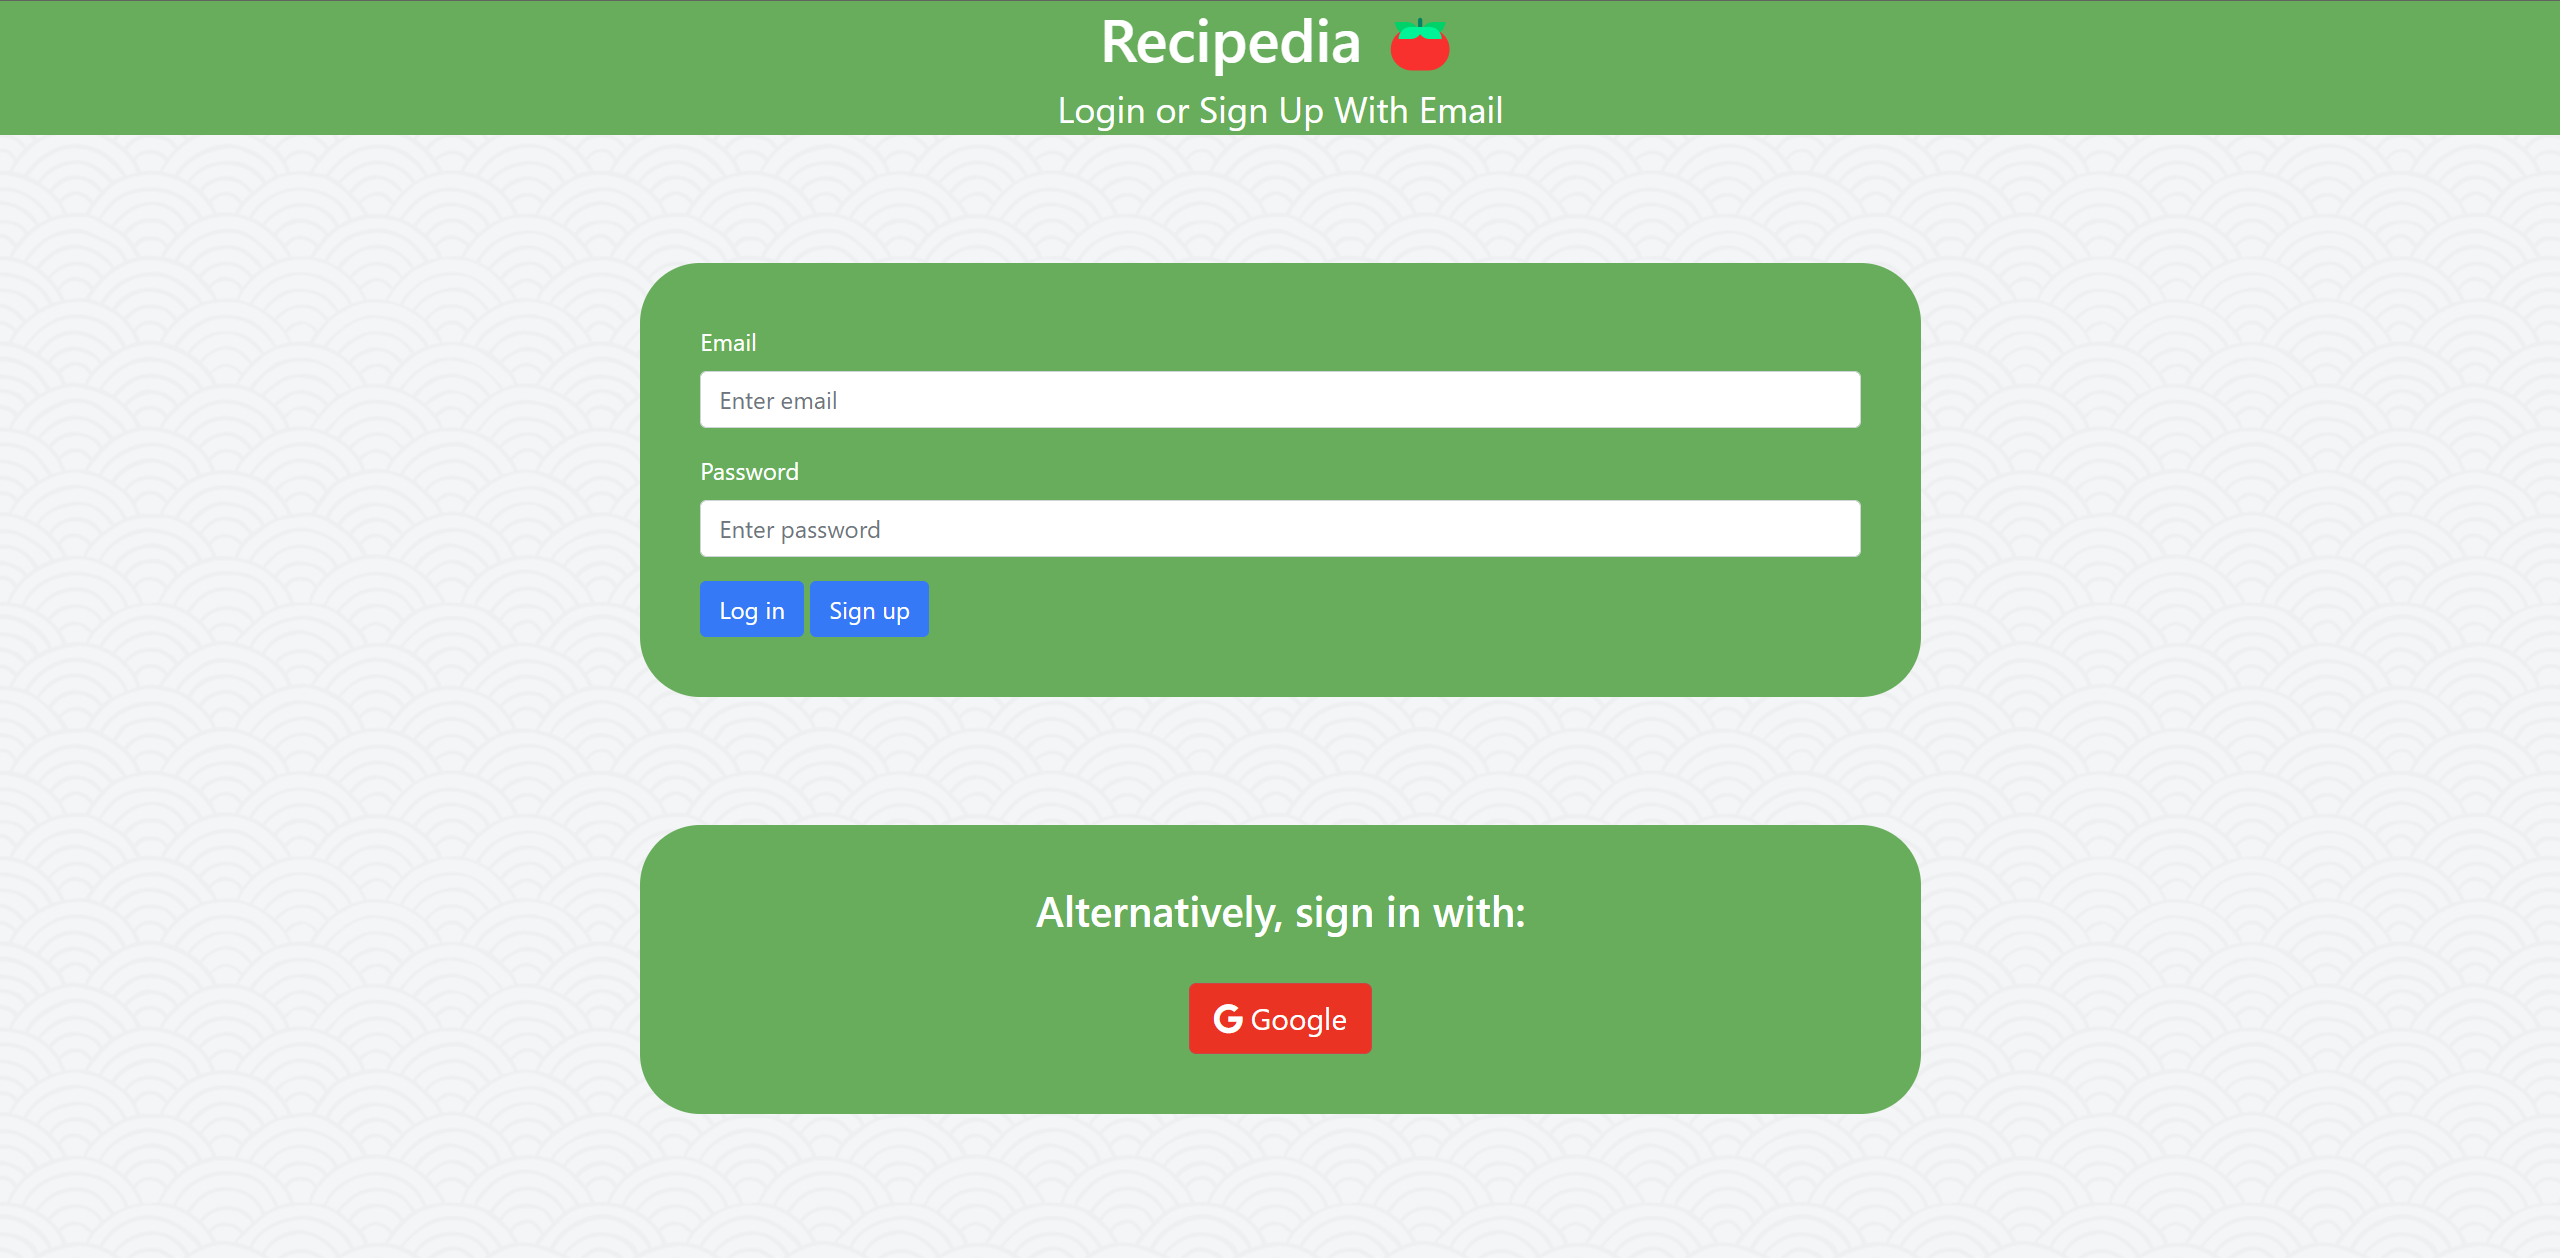 Recipedia
Login or Sign Up With Email
Email
Enter email
Password
Enter password
Log in Sign up
Alternatively, sign in with:
Google